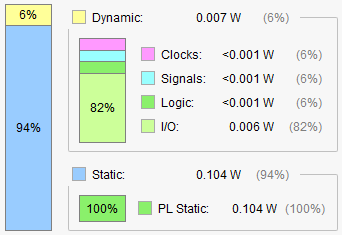 6%
94%
Dynamic: 0.007 W (6%)
82%
Clocks: <0.001 W (6%)
Signals: <0.001 W (6%)
Logic: <0.001 W (6%)
I/O: 0.006 W (82%)
Static: 0.104 W (94%)
100%
PL Static: 0.104 W (100%)